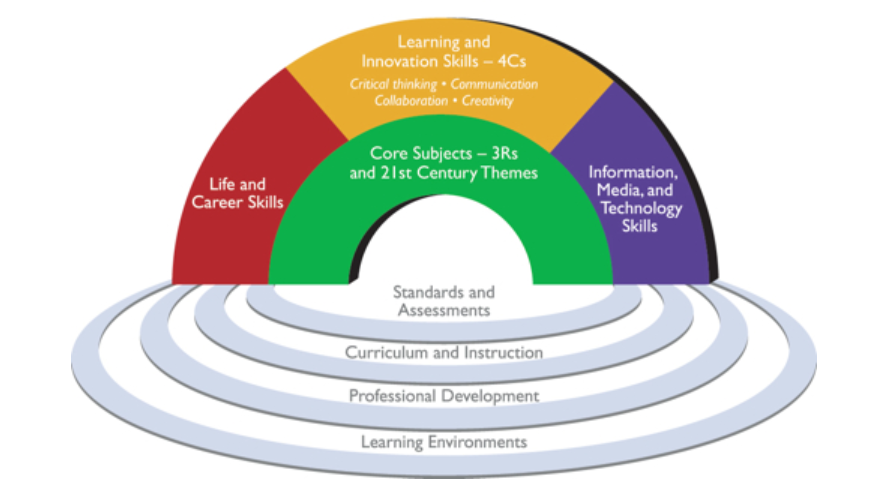 Learning and
Innovation Skills – 4Cs
Critical thinking • Communication
Collaboration • Creativity
Core Subjects – 3Rs
and 21st Century Themes
Life and
Career Skills
Information,
Media, and
Technology
Skills
Standards and
Assessments
Curriculum and Instruction
Professional Development
Learning Environments